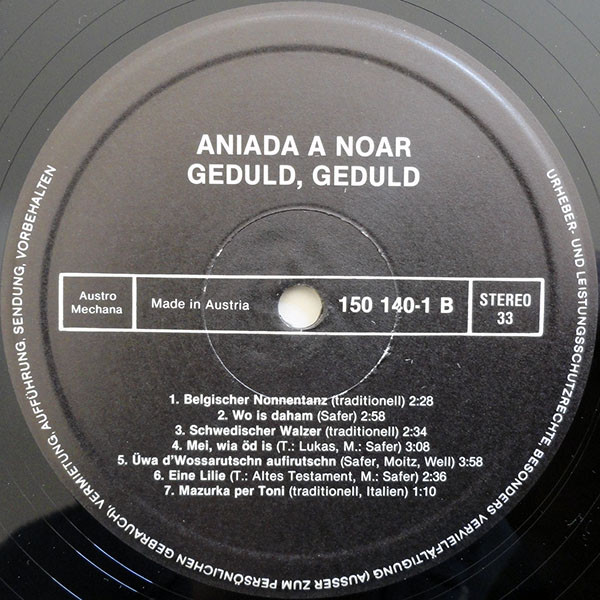 ANIADA A NOAR
GEDULD, GEDULD
Austro
Mechana
Made in Austria
150 140-1 B
STEREO
33
1. Belgischer Nonnentanz (traditionell) 2:28
2. Wo is daham (Safer) 2:58
3. Schwedischer Walzer (traditionell) 2:34
4. Mei, wia öd is (T.: Lukas, M.: Safer) 3:08
5. Üwa d'Wossarutschn aufirutschn (Safer, Moitz, Well) 3:58
6. Eine Lilie (T.: Altes Testament, M.: Safer) 2:36
7. Mazurka per Toni (traditionell, Italien) 1:10
URHEBER- UND LEISTUNGSSCHUTZRECHTE, BESONDERS VERVIELFÄLTIGUNG (AUSSER ZUM PERSÖNLICHEN GEBRAUCH), VERMIETUNG, AUFFÜHRUNG, SENDUNG, VORBEHALTEN